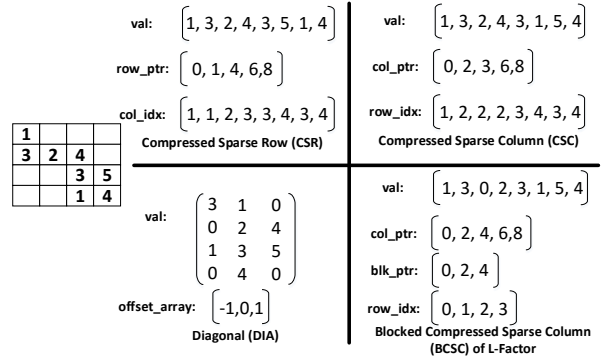 val: [1, 3, 2, 4, 3, 5, 1, 4]
row_ptr: [0, 1, 4, 6,8]
col_idx: [1, 1, 2, 3, 3, 4, 3, 4]
Compressed Sparse Row (CSR)
val: [1, 3, 2, 4, 3, 1, 5, 4]
col_ptr: [0, 2, 3, 6,8]
row_idx: [1, 2, 2, 2, 3, 4, 3, 4]
Compressed Sparse Column (CSC)
1
3 2 4
3 5
1 4
val:
3 1 0
0 2 4
1 3 5
0 4 0
offset_array: [-1,0,1]
Diagonal (DIA)
val: [1, 3, 0, 2, 3, 1, 5, 4]
col_ptr: [0, 2, 4, 6,8]
blk_ptr: [0, 2, 4]
row_idx: [0, 1, 2, 3]
Blocked Compressed Sparse Column
(BCSC) of L-Factor